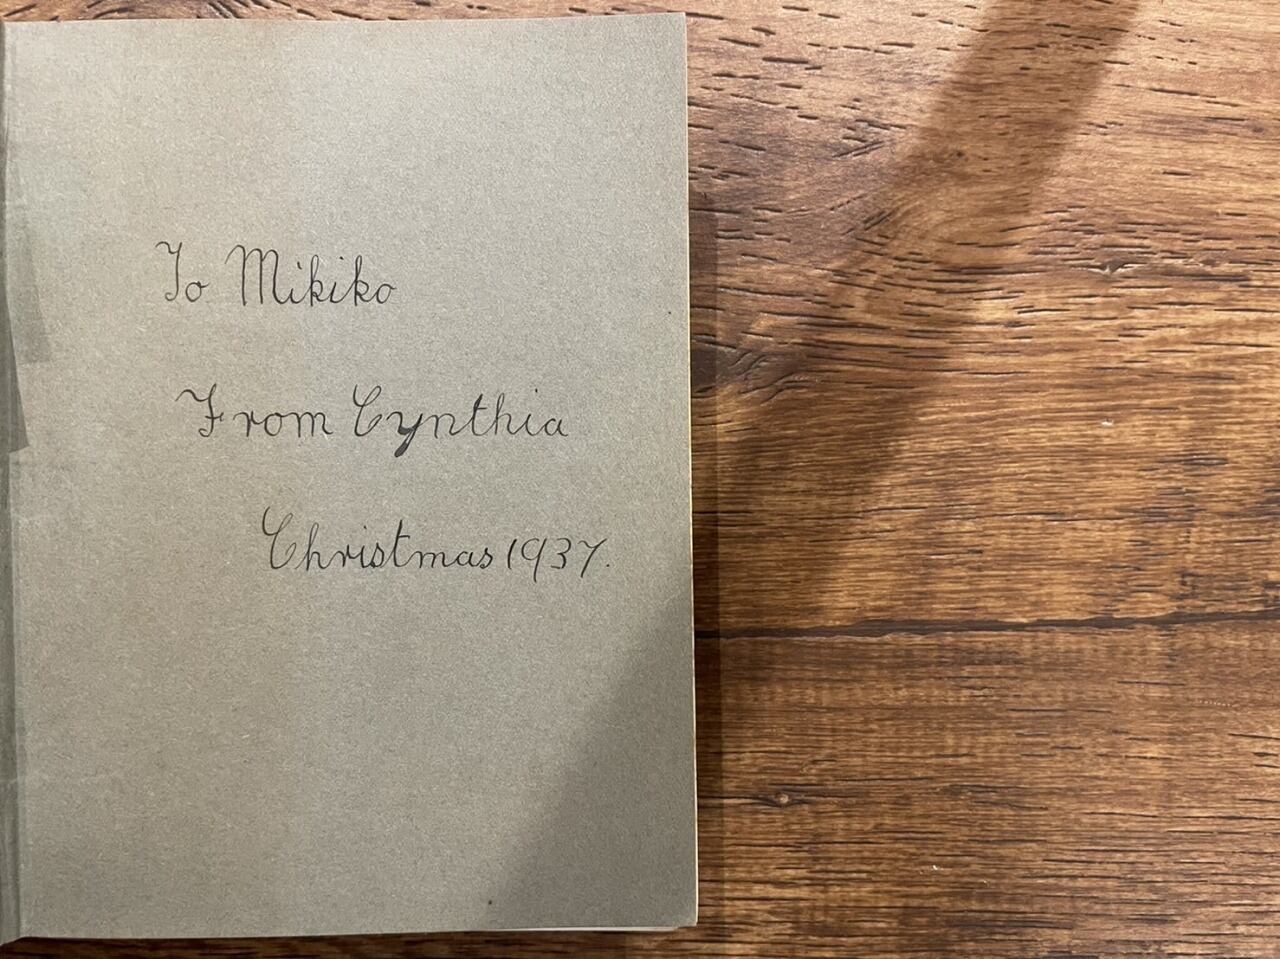 To Mikiko
From Cynthia
Christmas 1937.